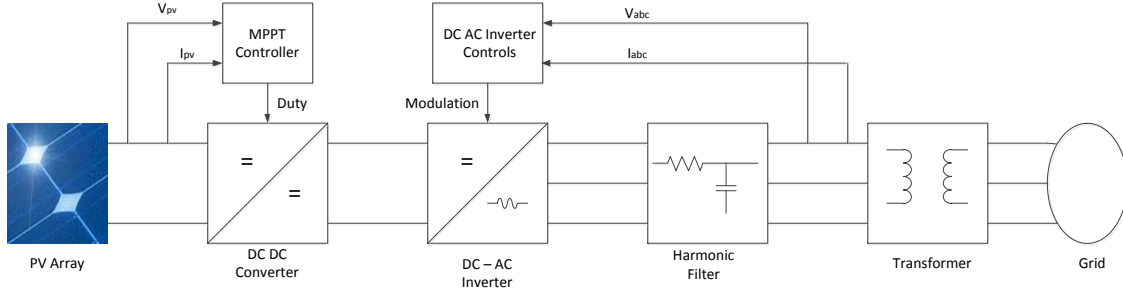 Vpv
MPPT
Controller
Ipv
Duty
Vabc
DC AC Inverter
Controls
Iabc
Modulation
=
=
=
PV Array
DC DC
Converter
DC – AC
Inverter
Harmonic
Filter
Transformer
Grid